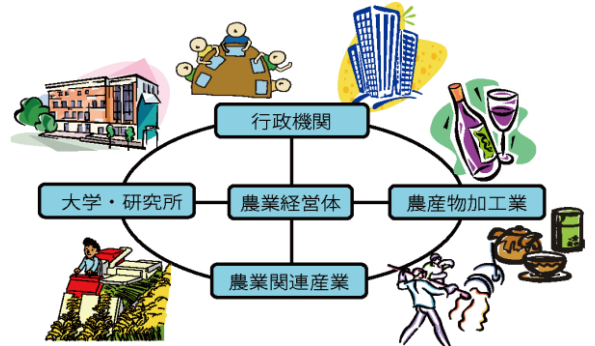 行政機関
大学・研究所
農業経営体
農産物加工業
農業関連産業